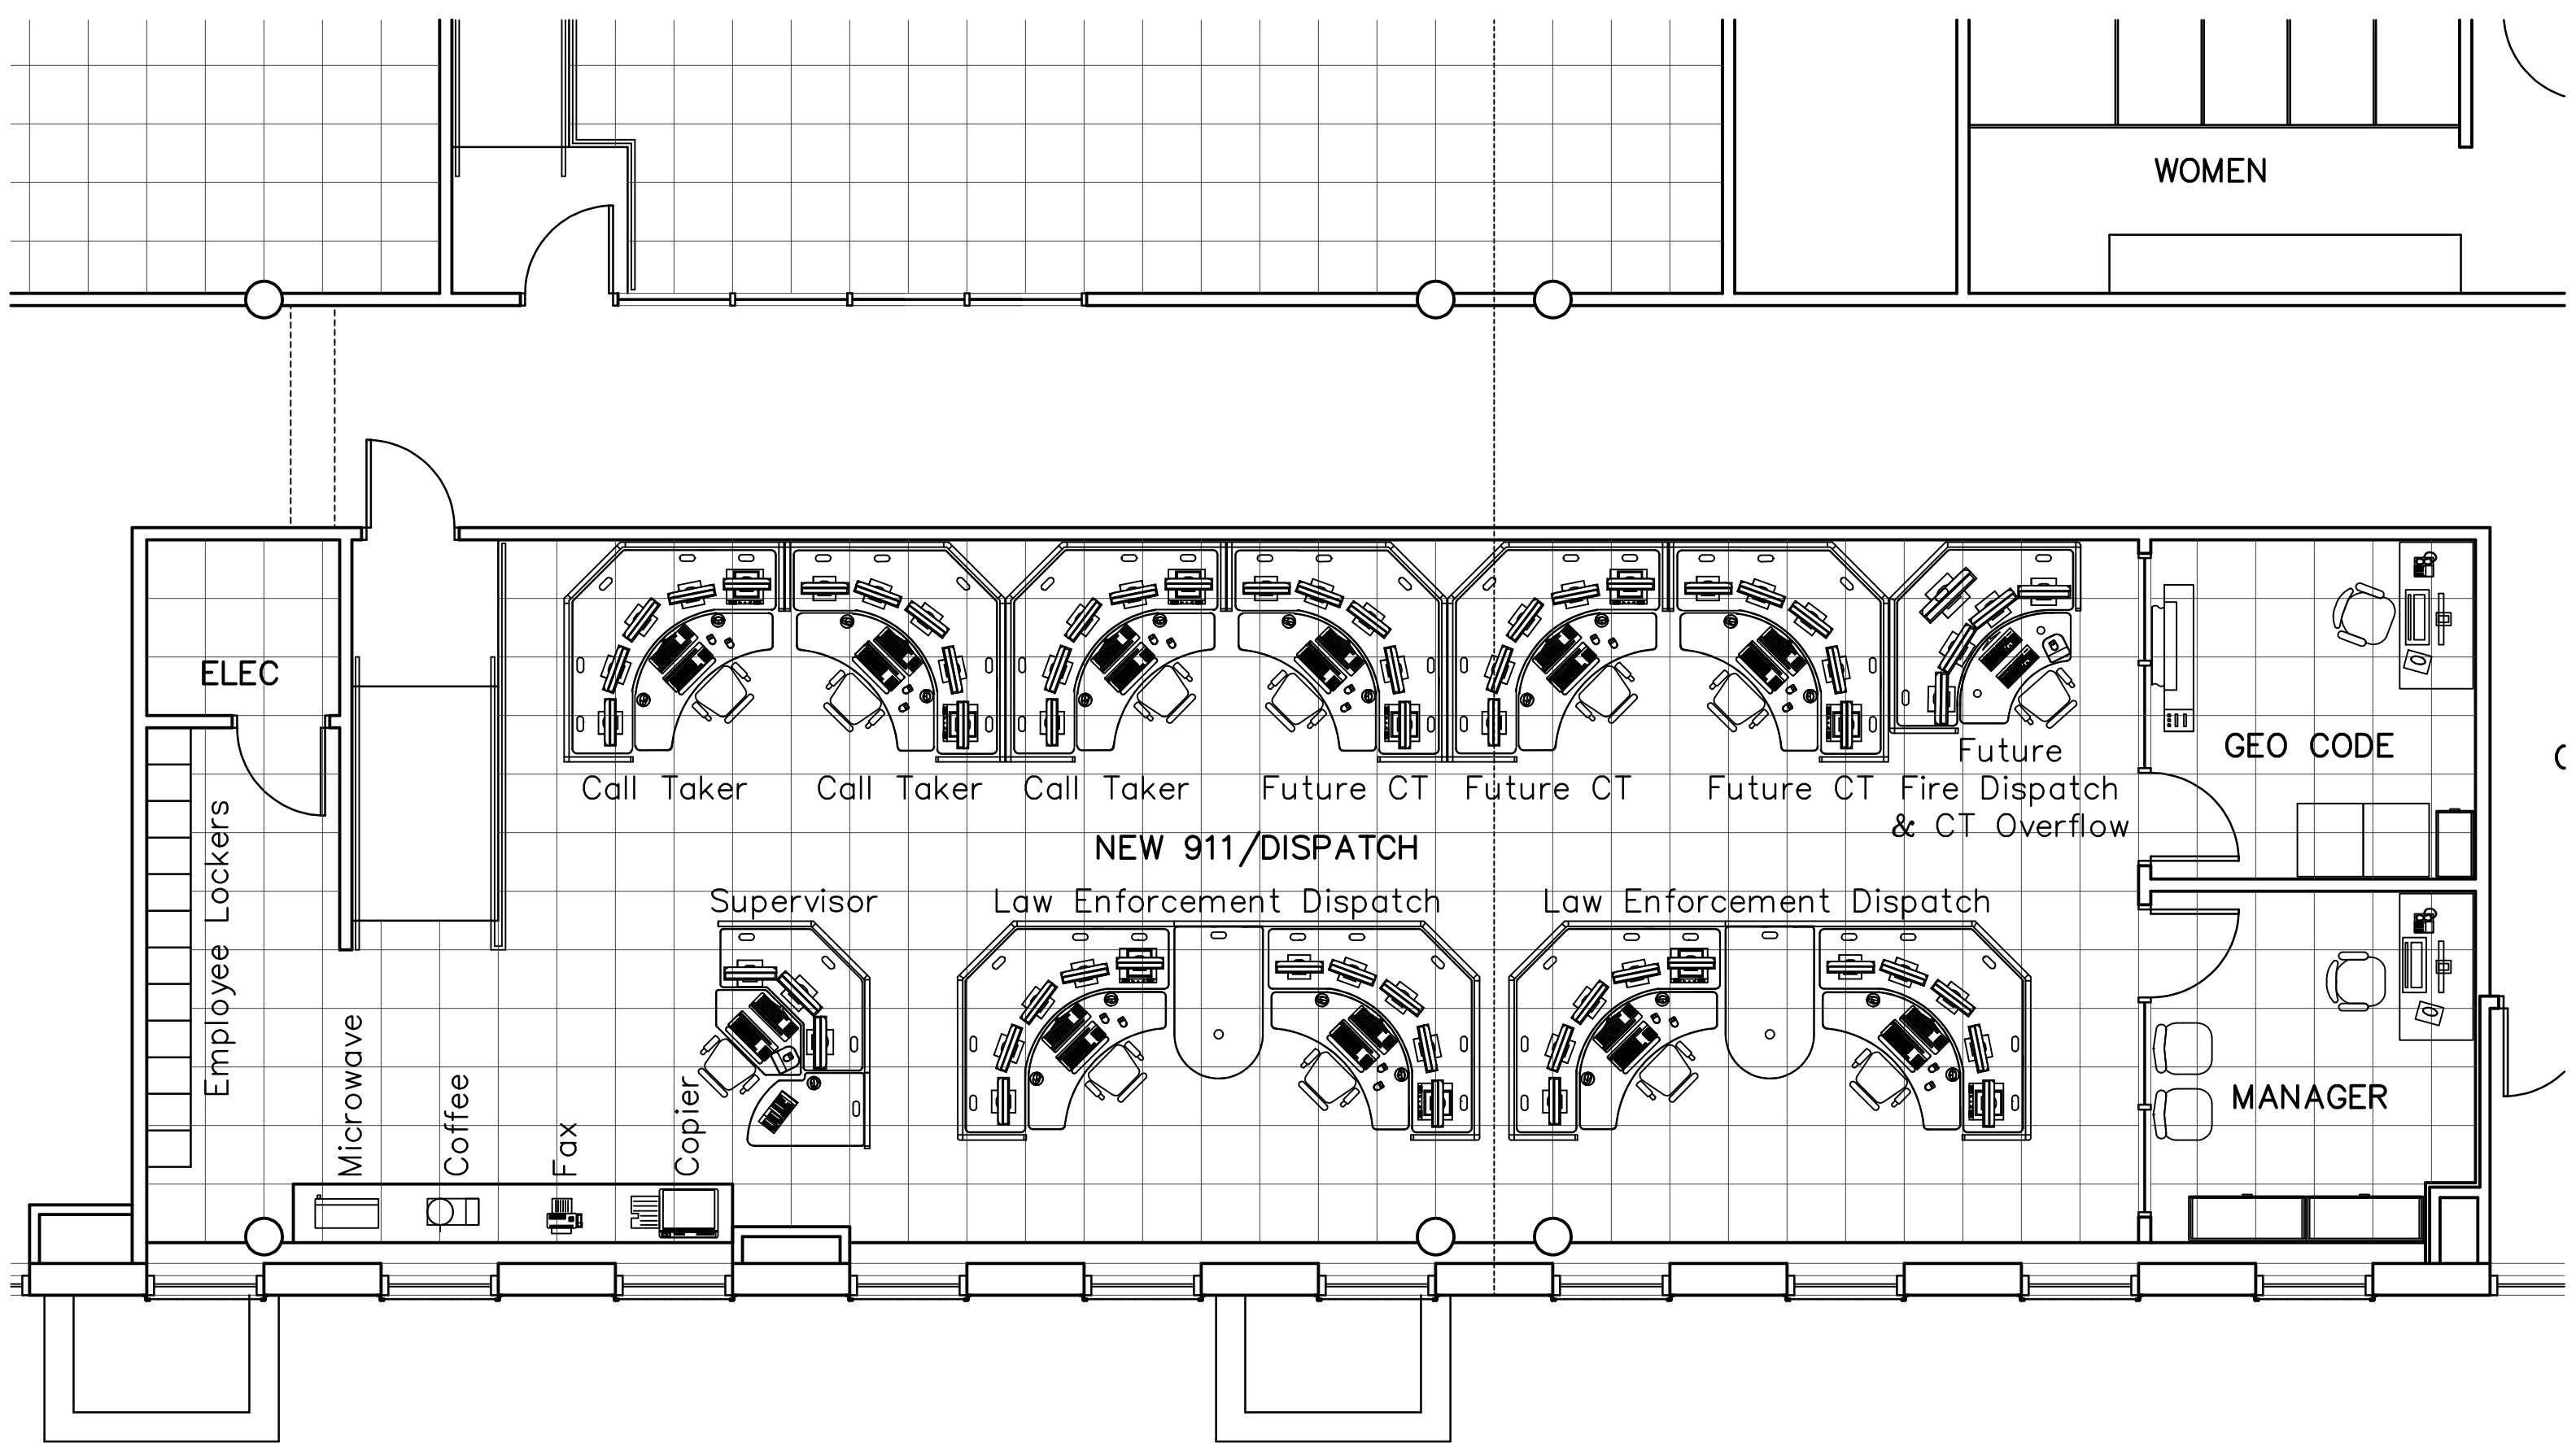 WOMEN
ELEC
Call Taker
Call Taker
Call Taker
Future CT
Future CT
Future CT
Future
Fire Dispatch
& CT Overflow
GEO CODE
NEW 911/DISPATCH
Employee Lockers
Supervisor
Law Enforcement Dispatch
Law Enforcement Dispatch
Microwave
Coffee
Fax
Copier
MANAGER